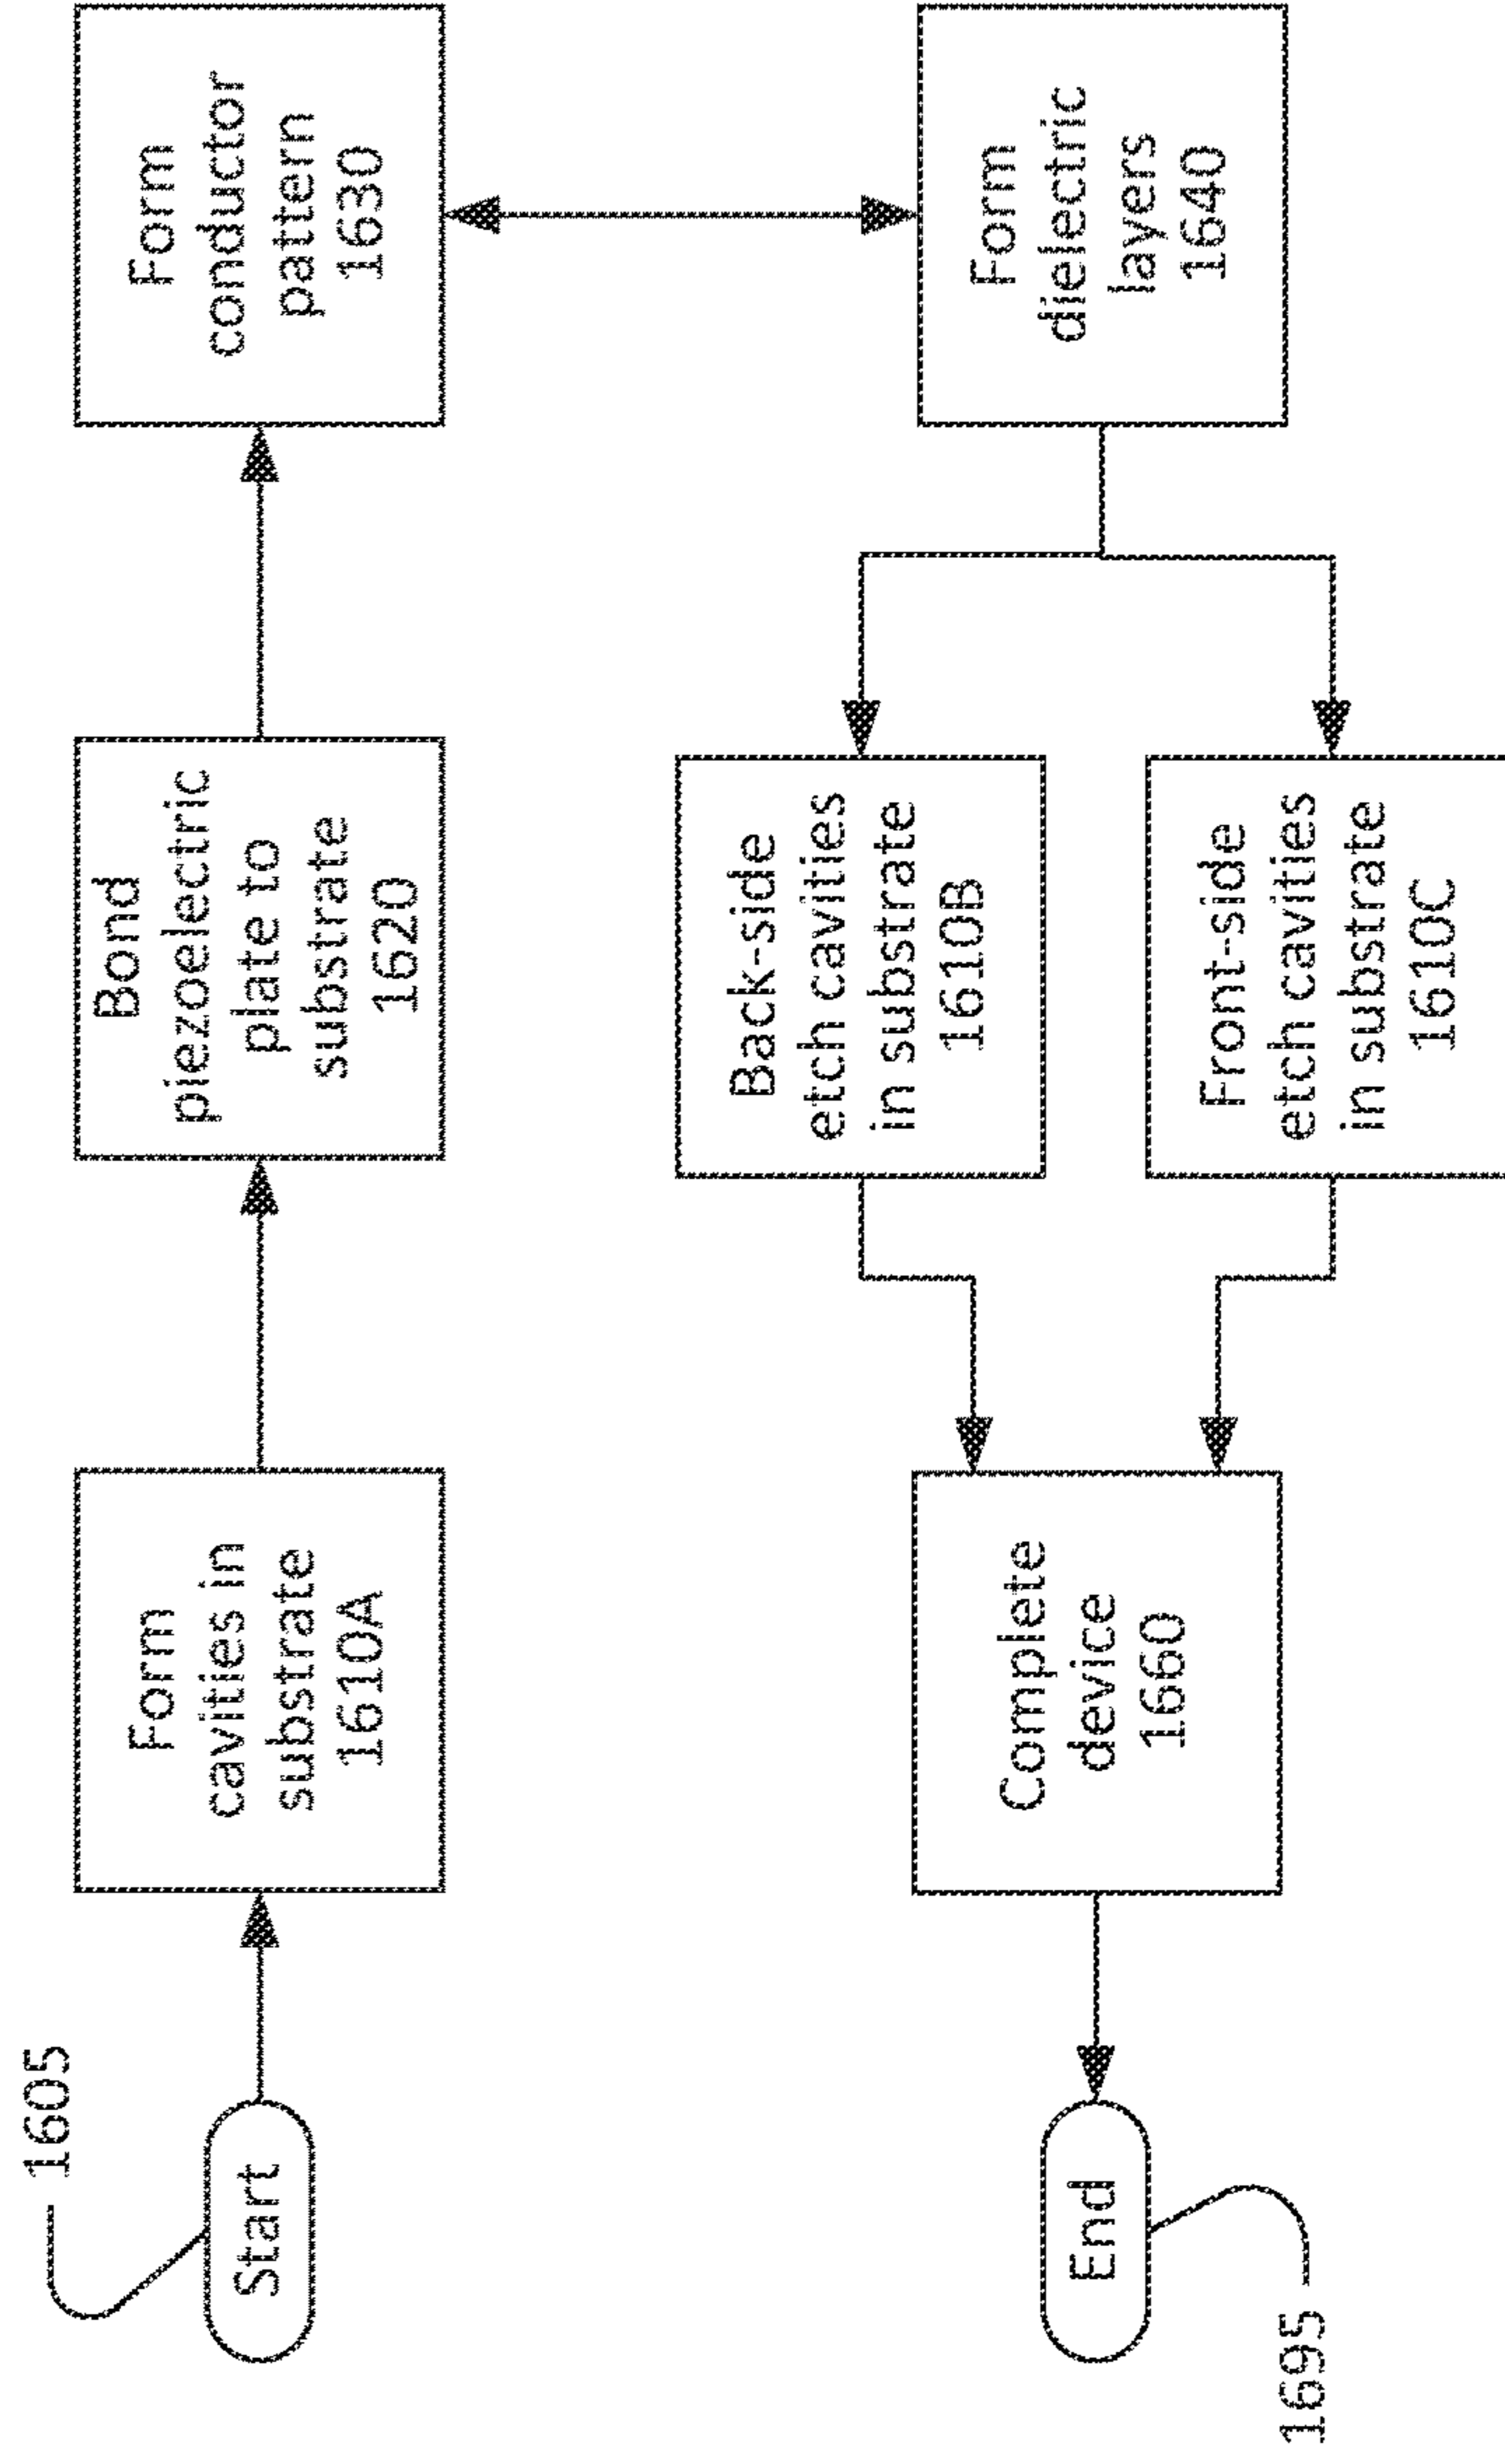 1605
Start
Form
cavities in
substrate
1610A
Bond
piezoelectric
plate to
substrate
1620
Form
conductor
pattern
1630
Form
dielectric
layers
1640
Back-side
etch cavities
in substrate
1610B
Front-side
etch cavities
in substrate
1610C
Complete
device
1660
End
1695